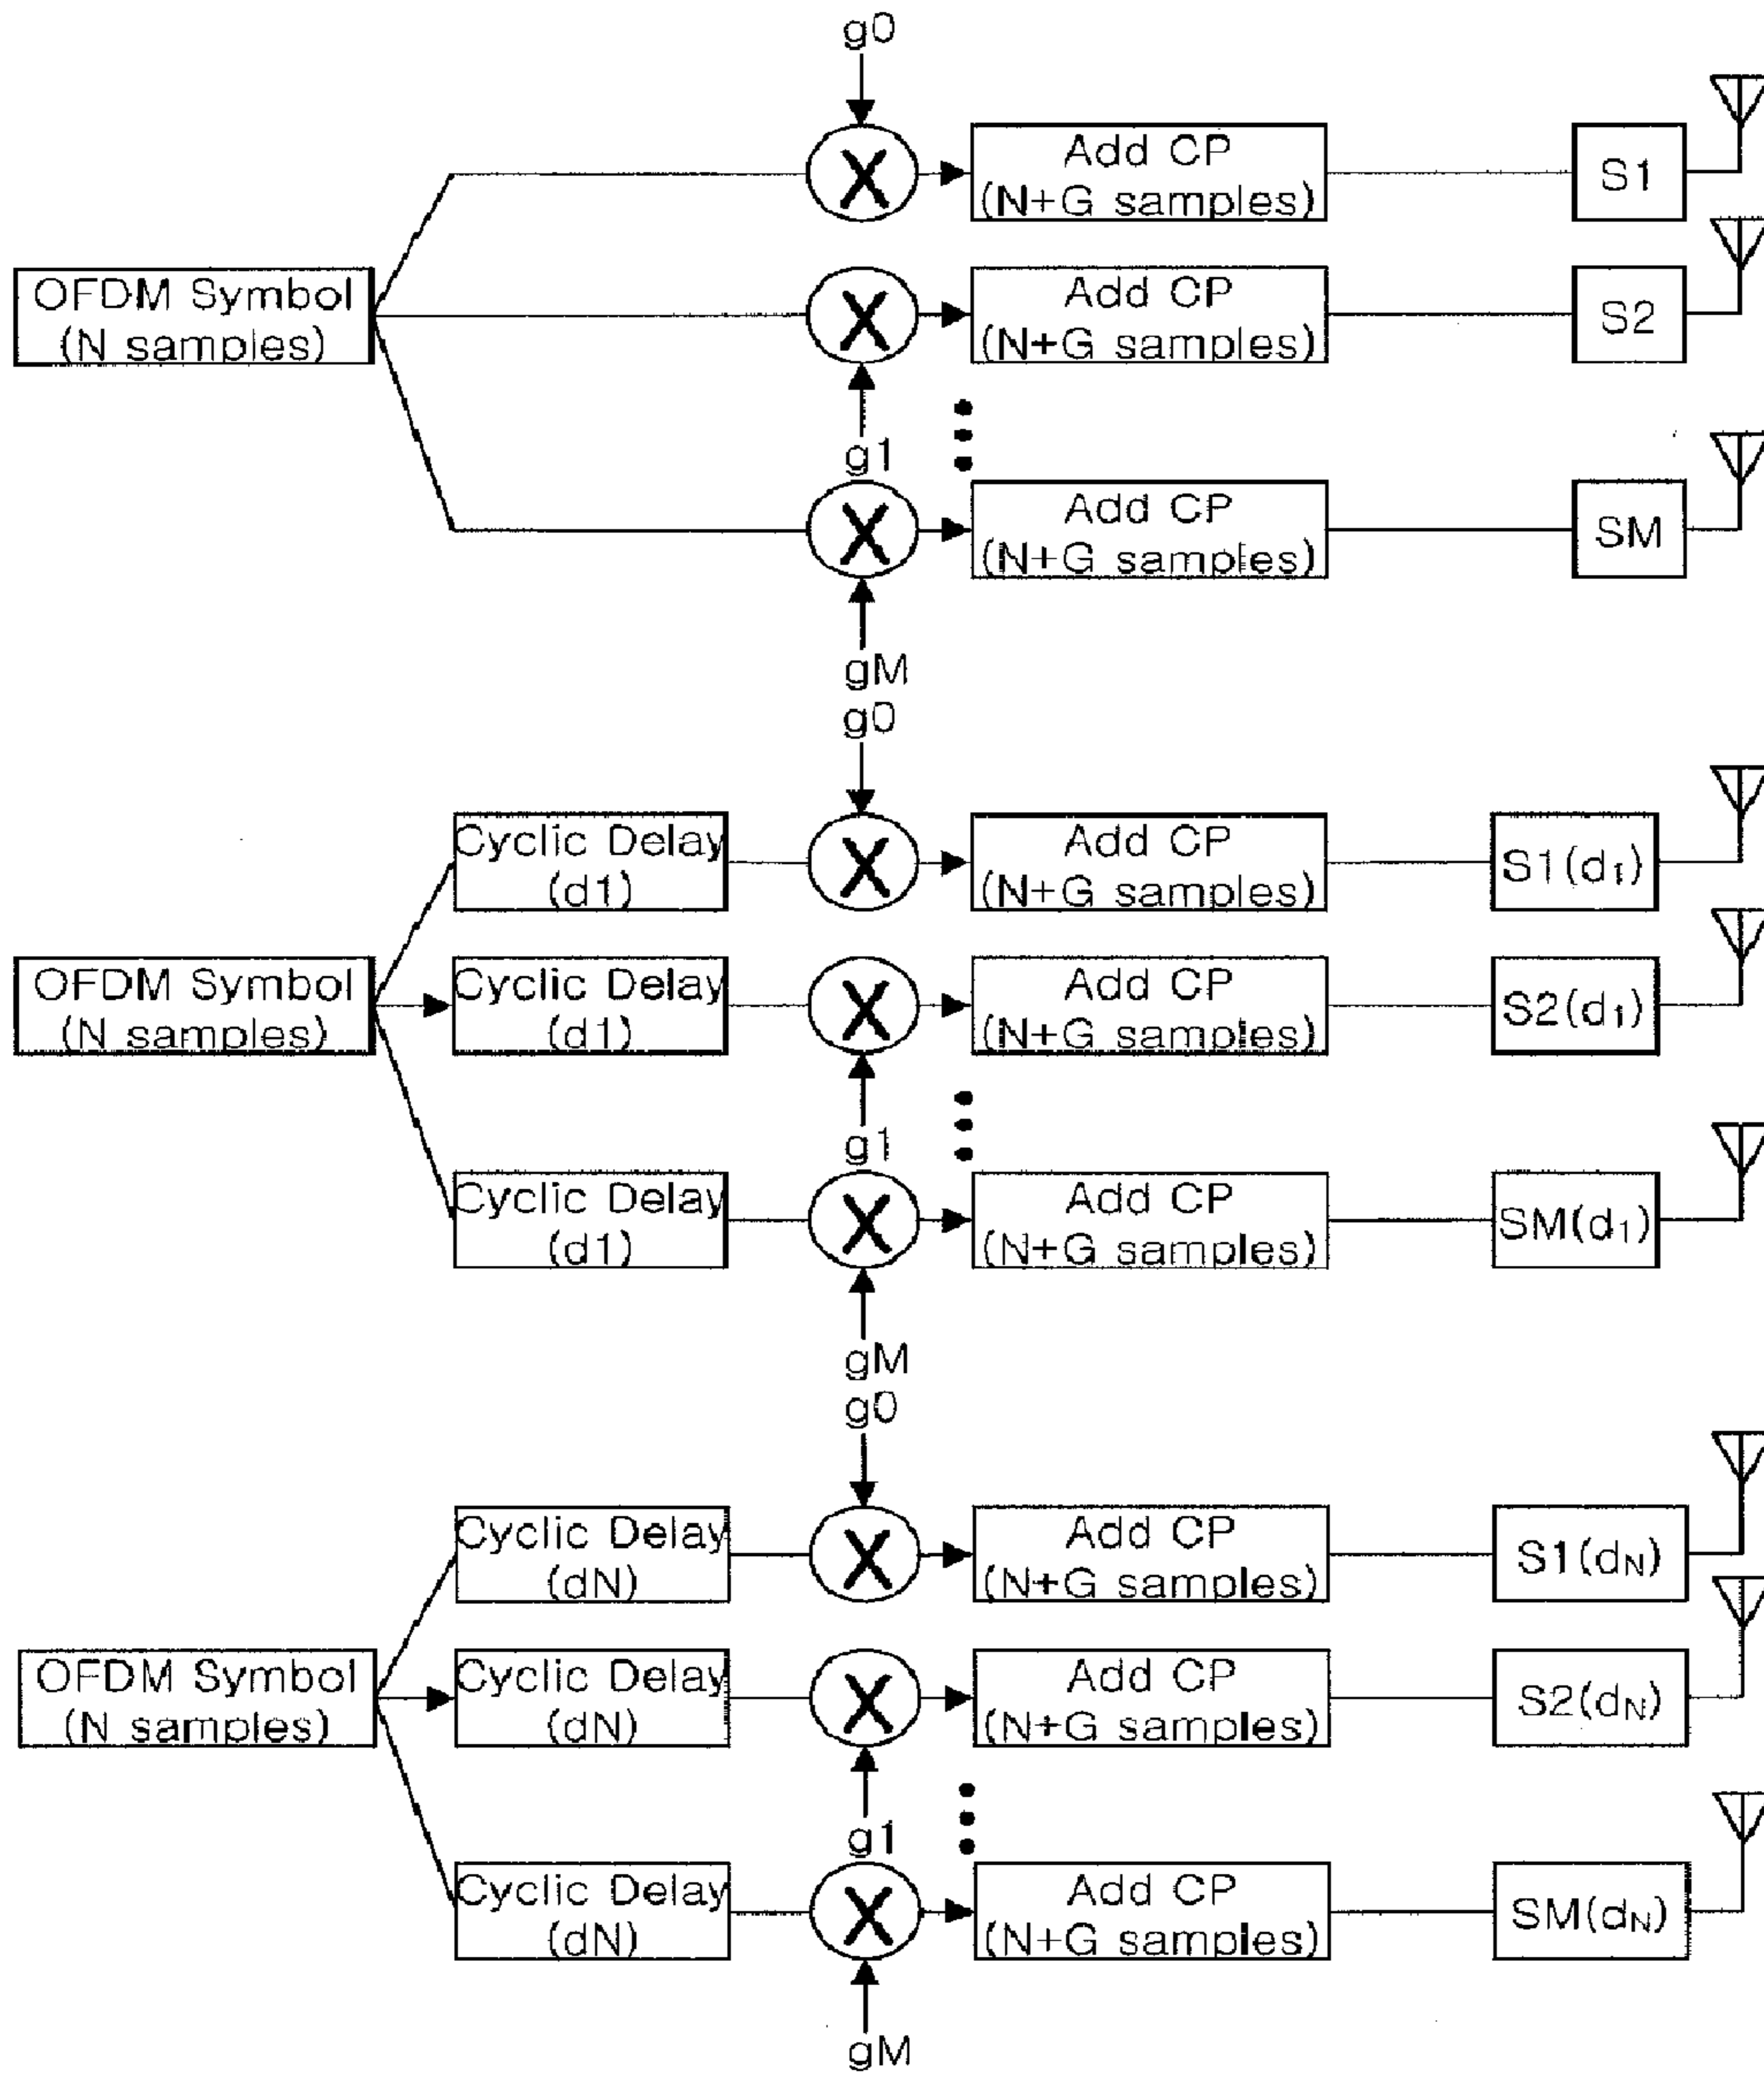 g0
Add CP
(N+G samples)
S1
OFDM Symbol
(N samples)
Add CP
(N+G samples)
S2
g1
Add CP
(N+G samples)
SM
gM
g0
Cyclic Delay
(d1)
Add CP
(N+G samples)
S1(d1)
OFDM Symbol
(N samples)
Cyclic Delay
(d1)
Add CP
(N+G samples)
S2(d1)
g1
Cyclic Delay
(d1)
Add CP
(N+G samples)
SM(d1)
gM
g0
Cyclic Delay
(dN)
Add CP
(N+G samples)
S1(dN)
OFDM Symbol
(N samples)
Cyclic Delay
(dN)
Add CP
(N+G samples)
S2(dN)
g1
Cyclic Delay
(dN)
Add CP
(N+G samples)
SM(dN)
gM